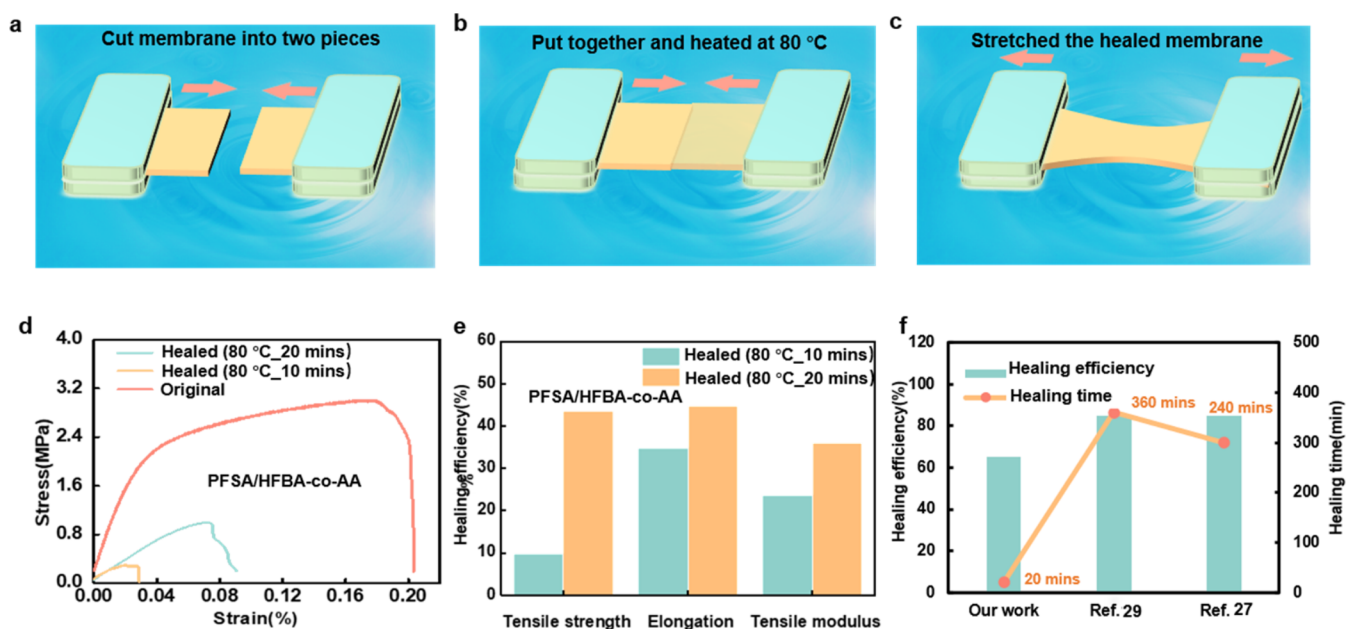 a
Cut membrane into two pieces
b
Put together and heated at 80 °C
c
Stretched the healed membrane
d
4.0
3.2
2.4
1.6
0.8
0.0
Stress(MPa)
Healed (80 °C_20 mins)
Healed (80 °C_10 mins)
Original
PFSA/HFBA-co-AA
0.00
0.04
0.08
0.12
0.16
0.20
Strain(%)
e
60
50
40
30
20
10
0
Healing efficiency(%)
%
Healed (80 °C_10 mins)
Healed (80 °C_20 mins)
PFSA/HFBA-co-AA
Tensile strength
Elongation
Tensile modulus
f
120
100
80
60
40
20
0
Healing efficiency(%)
Healing efficiency
Healing time
360 mins
240 mins
20 mins
Our work
Ref. 29
Ref. 27
500
400
300
200
100
0
Healing time(min)